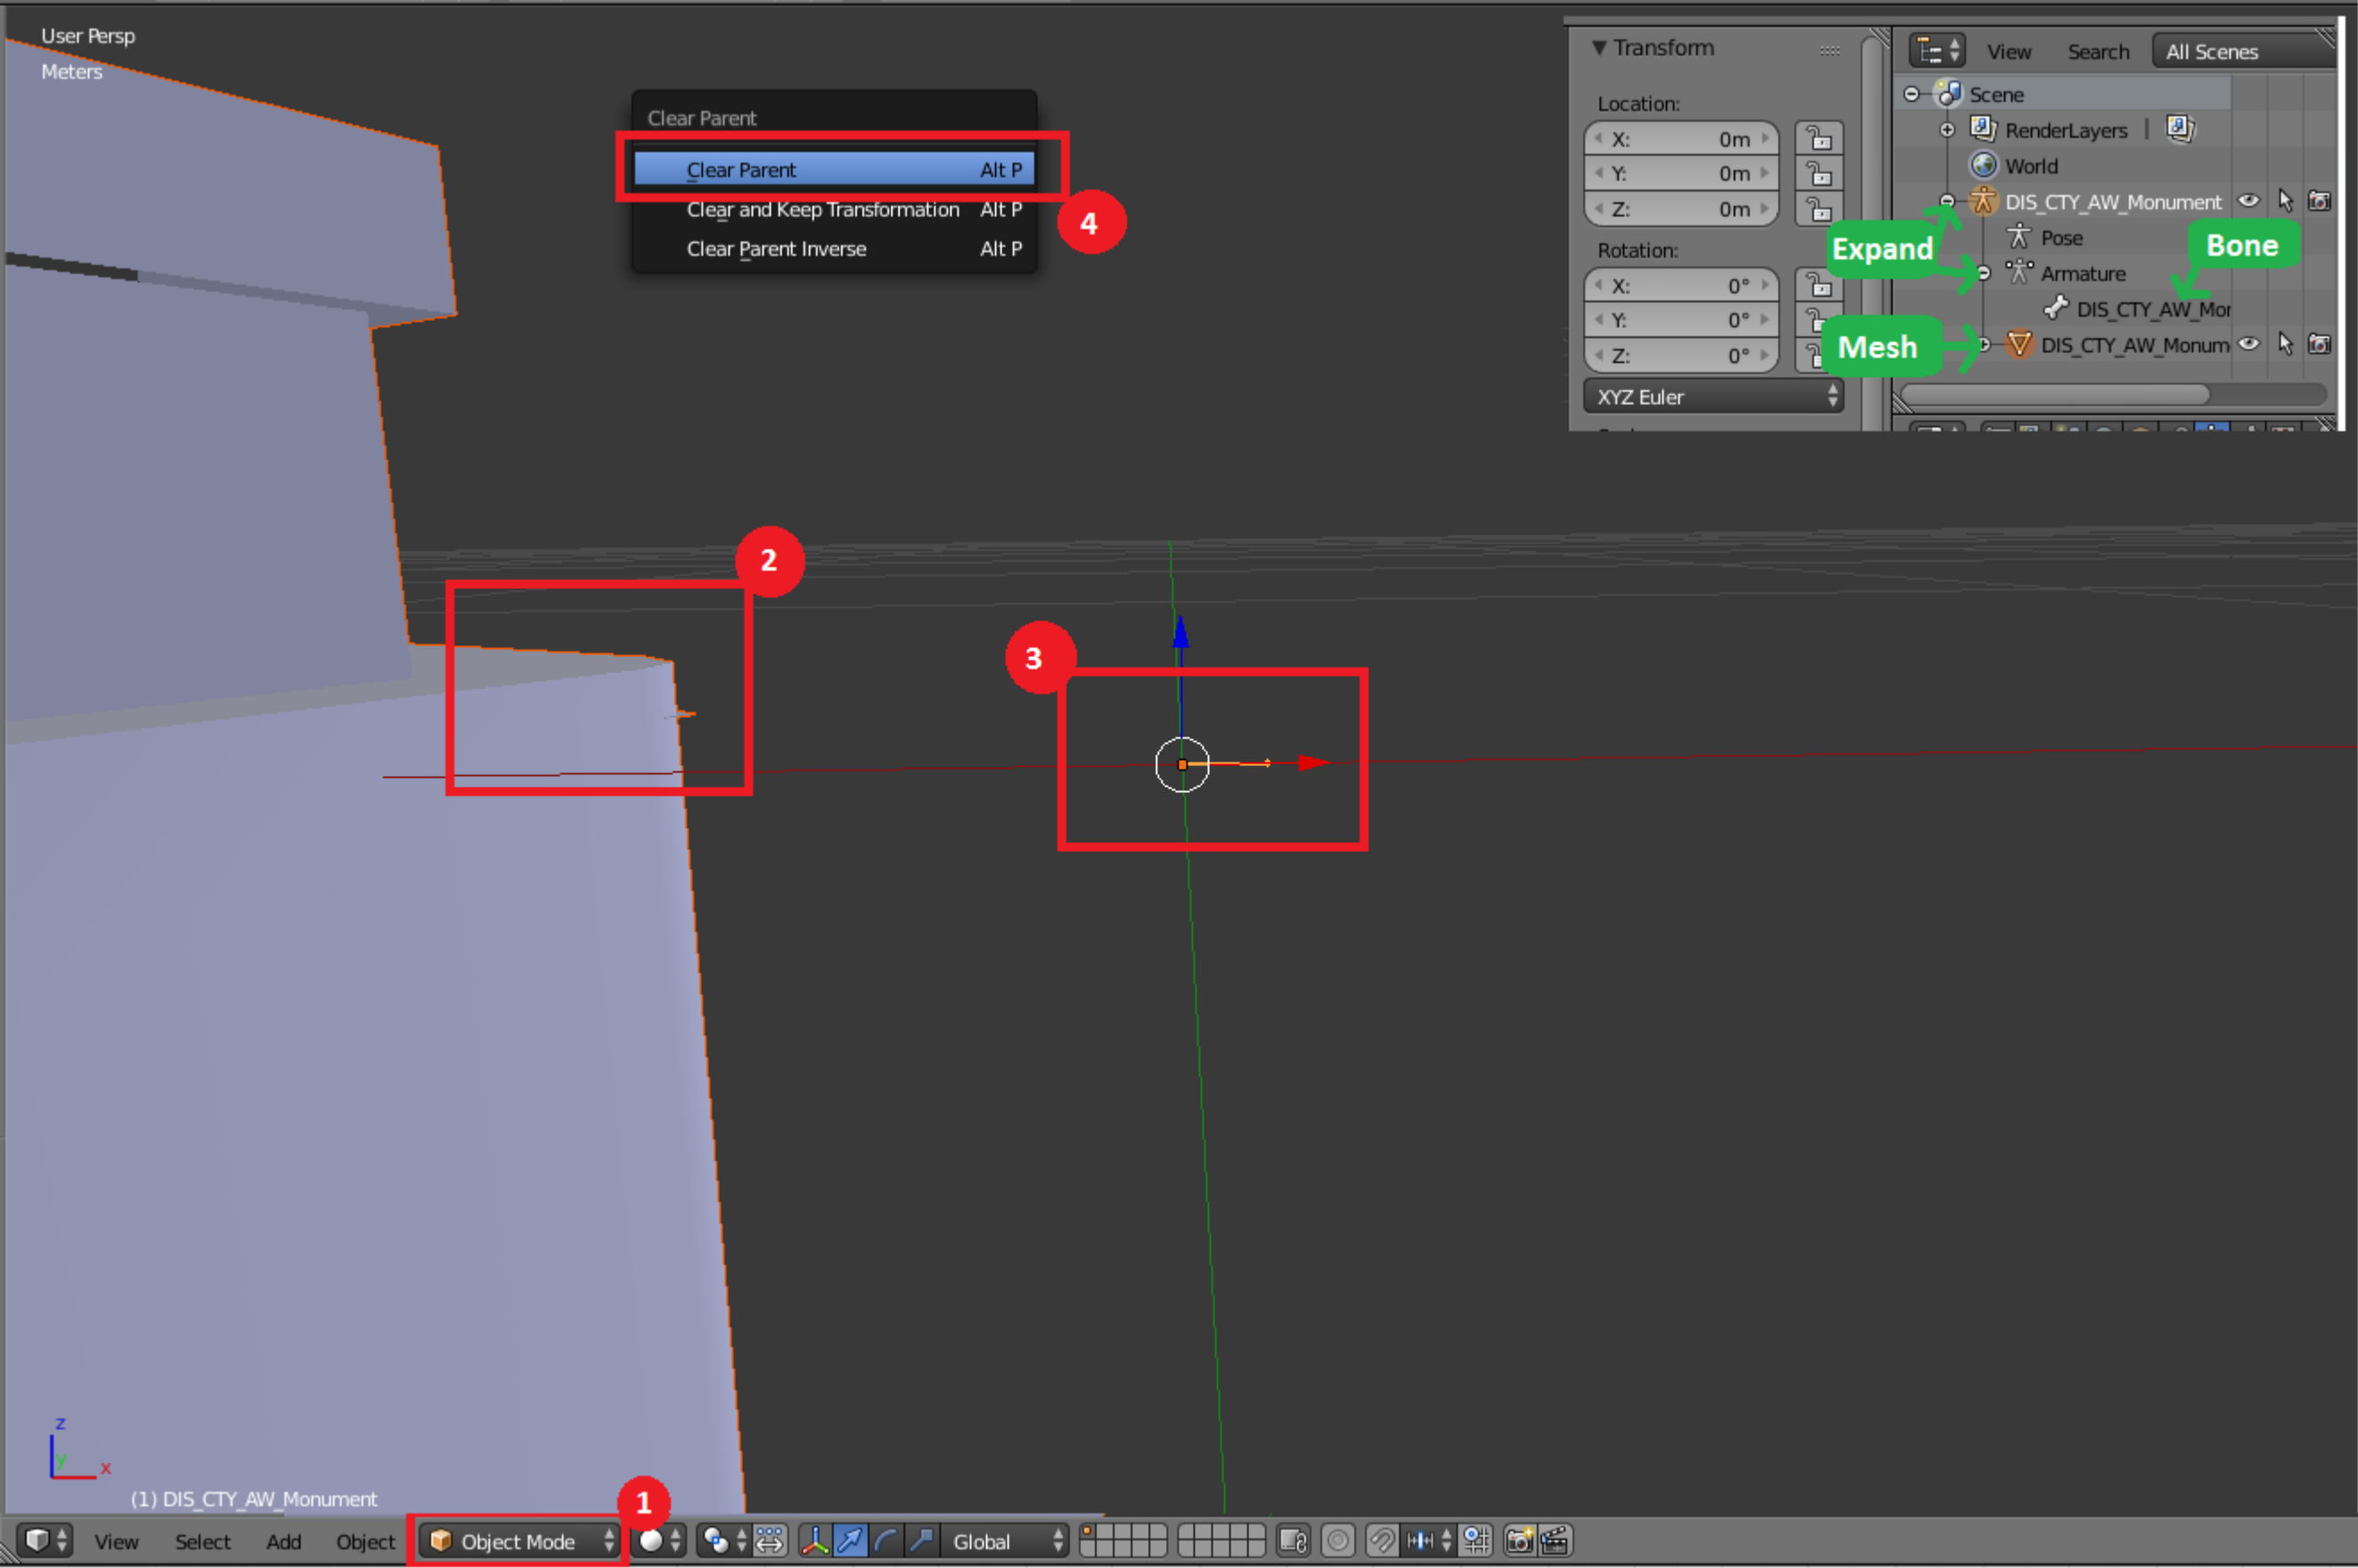 User Persp
Meters
Clear Parent
Clear Parent Alt P
Clear and Keep Transformation Alt P
Clear Parent Inverse Alt P
4
2
3
1
Transform
Location:
X: 0m
Y: 0m
Z: 0m
Rotation:
X: 0°
Y: 0°
Z: 0°
XYZ Euler
View Search All Scenes
Scene
RenderLayers |
World
DIS_CTY_AW_Monument
Pose
Armature
DIS_CTY_AW_Mor
DIS_CTY_AW_Monum
Expand
Bone
Mesh
z
y
x
(1) DIS_CTY_AW_Monument
View Select Add Object Object Mode Global